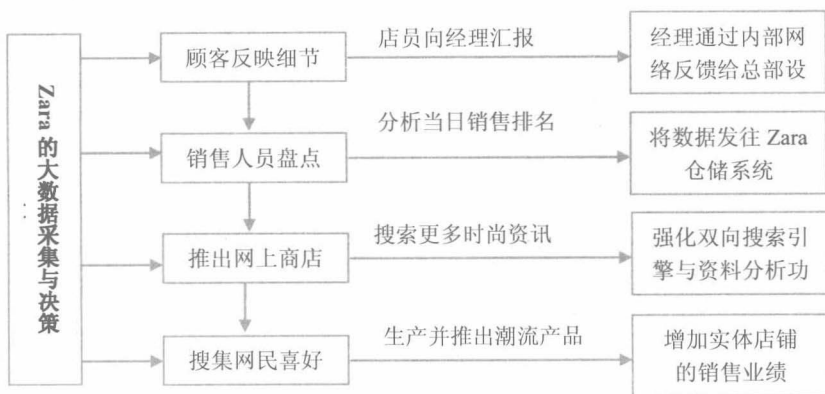 Zara的大数据采集与决策
顾客反映细节
店员向经理汇报
经理通过内部网
络反馈给总部设
销售人员盘点
分析当日销售排名
将数据发往 Zara
仓储系统
推出网上商店
搜索更多时尚资讯
强化双向搜索引
擎与资料分析功
搜集网民喜好
生产并推出潮流产品
增加实体店铺
的销售业绩